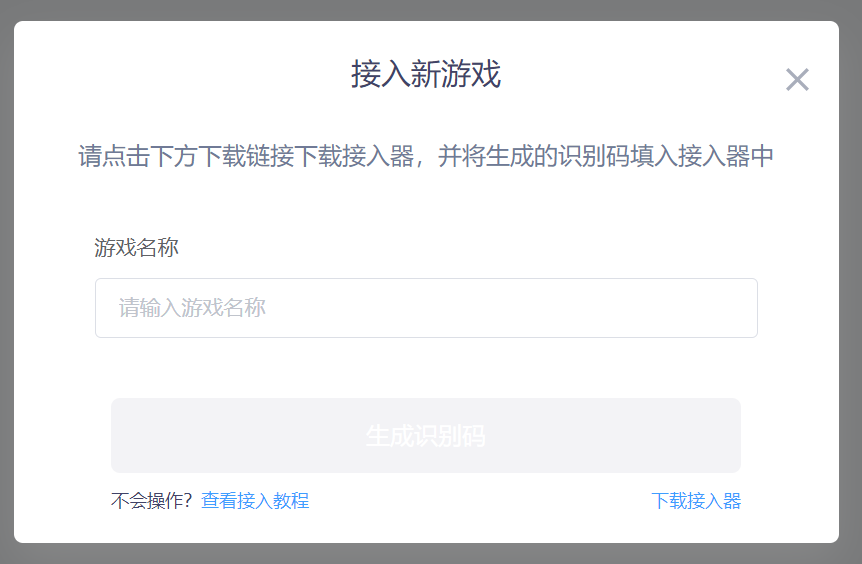 接入新游戏
请点击下方下载链接下载接入器，并将生成的识别码填入接入器中
游戏名称
请输入游戏名称
生成识别码
不会操作？查看接入教程
下载接入器